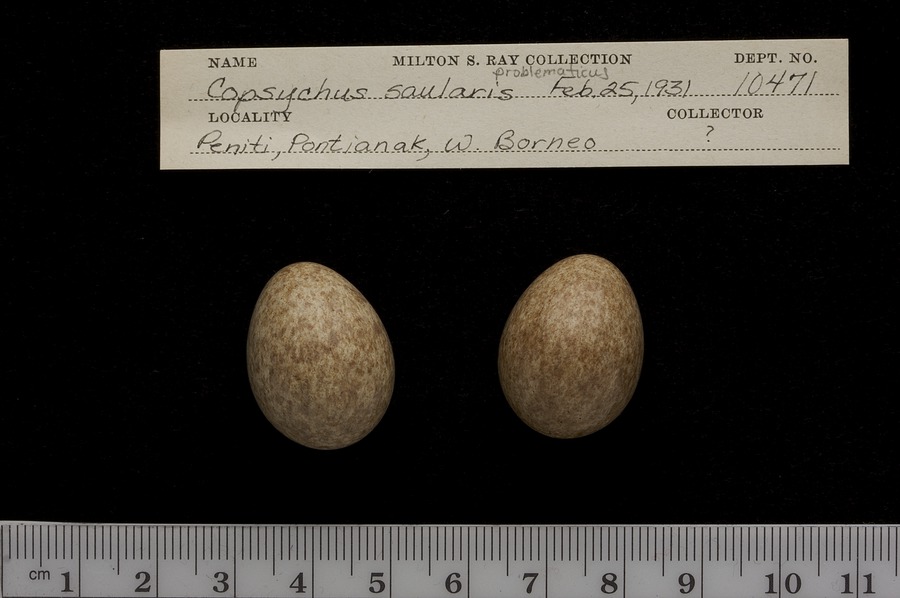 NAME MILTON S. RAY COLLECTION DEPT. NO.
problematicus
Copsychus saularis Feb. 25, 1931 10471
LOCALITY COLLECTOR
Peniti, Pontianak, W. Borneo ?
cm 1 2 3 4 5 6 7 8 9 10 11